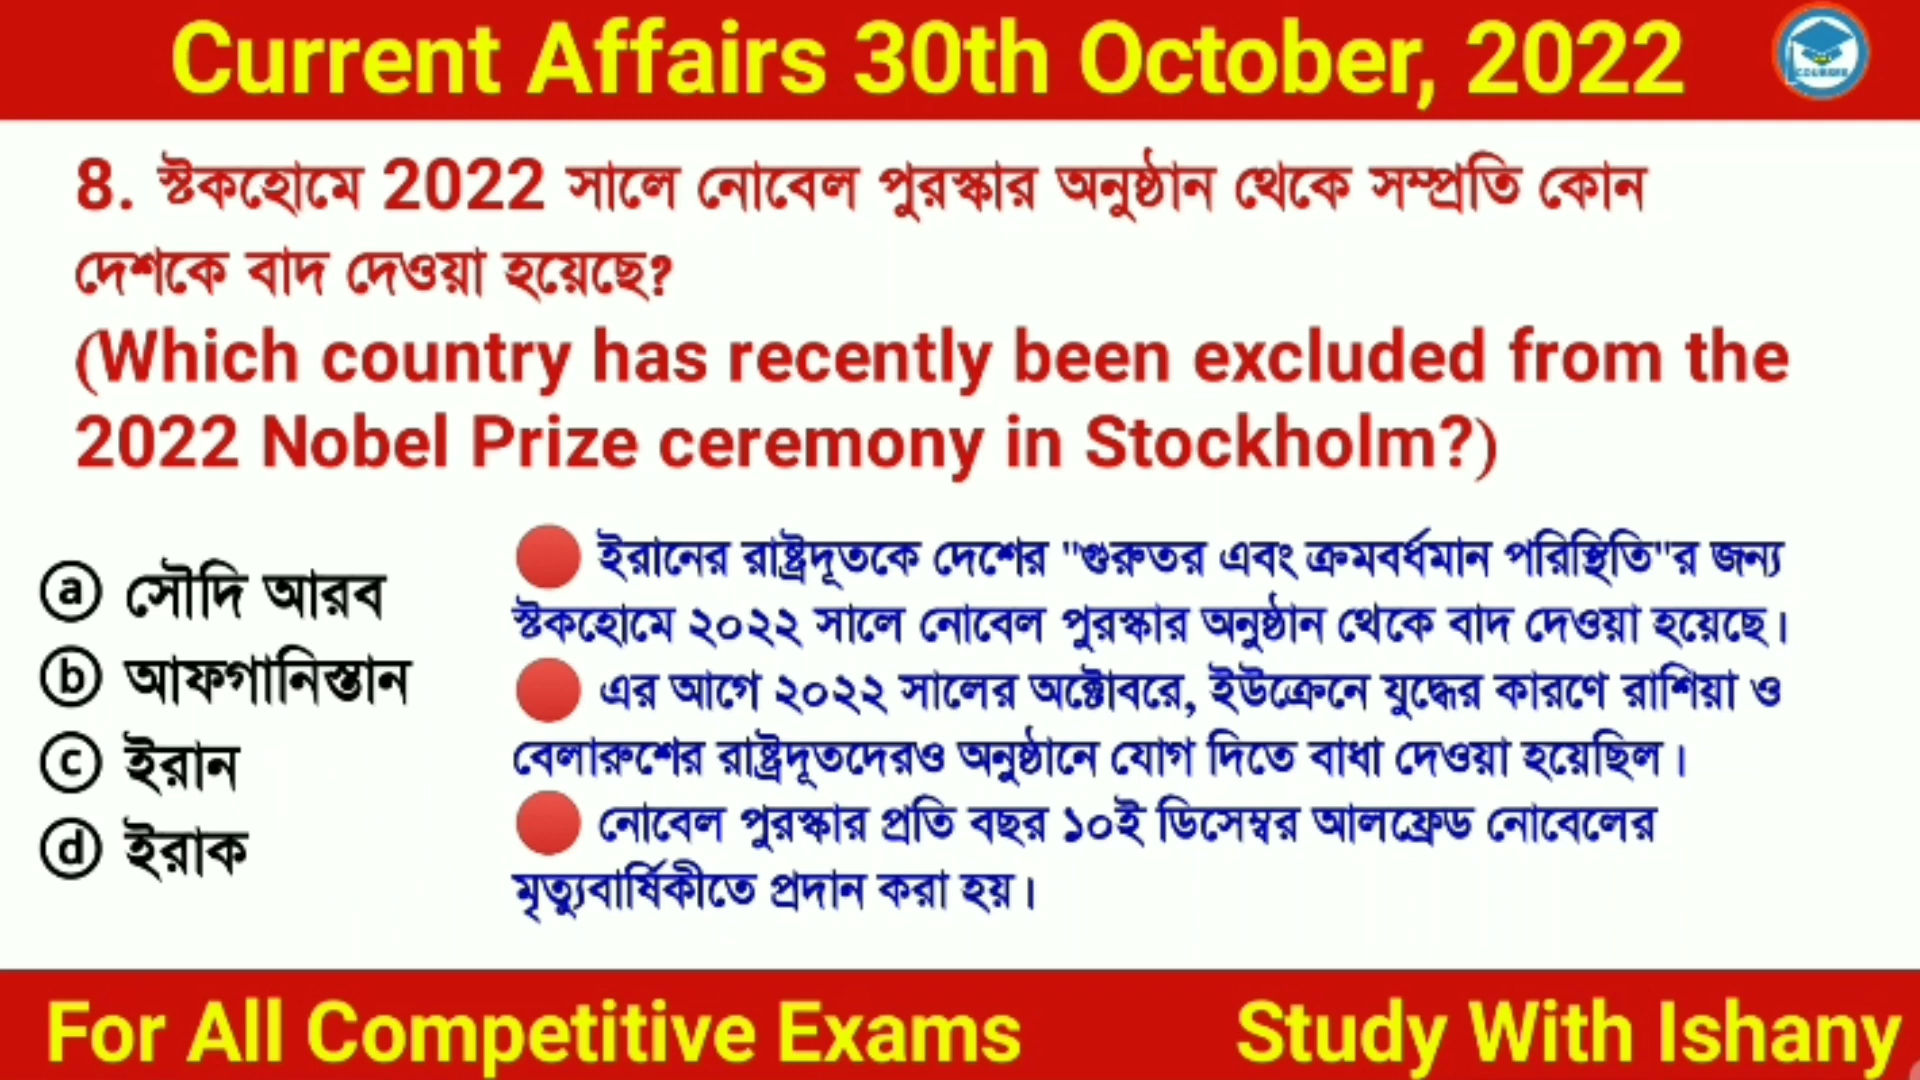 Current Affairs 30th October, 2022
8. স্টকহোমে 2022 সালে নোবেল পুরস্কার অনুষ্ঠান থেকে সম্প্রতি কোন
দেশকে বাদ দেওয়া হয়েছে?
(Which country has recently been excluded from the
2022 Nobel Prize ceremony in Stockholm?)
ⓐ সৌদি আরব
ⓑ আফগানিস্তান
ⓒ ইরান
ⓓ ইরাক
ইরানের রাষ্ট্রদূতকে দেশের "গুরুতর এবং ক্রমবর্ধমান পরিস্থিতি"র জন্য
স্টকহোমে ২০২২ সালে নোবেল পুরস্কার অনুষ্ঠান থেকে বাদ দেওয়া হয়েছে।
এর আগে ২০২২ সালের অক্টোবরে, ইউক্রেনে যুদ্ধের কারণে রাশিয়া ও
বেলারুশের রাষ্ট্রদূতদেরও অনুষ্ঠানে যোগ দিতে বাধা দেওয়া হয়েছিল।
নোবেল পুরস্কার প্রতি বছর ১০ই ডিসেম্বর আলফ্রেড নোবেলের
মৃত্যুবার্ষিকীতে প্রদান করা হয়।
For All Competitive Exams
Study With Ishany